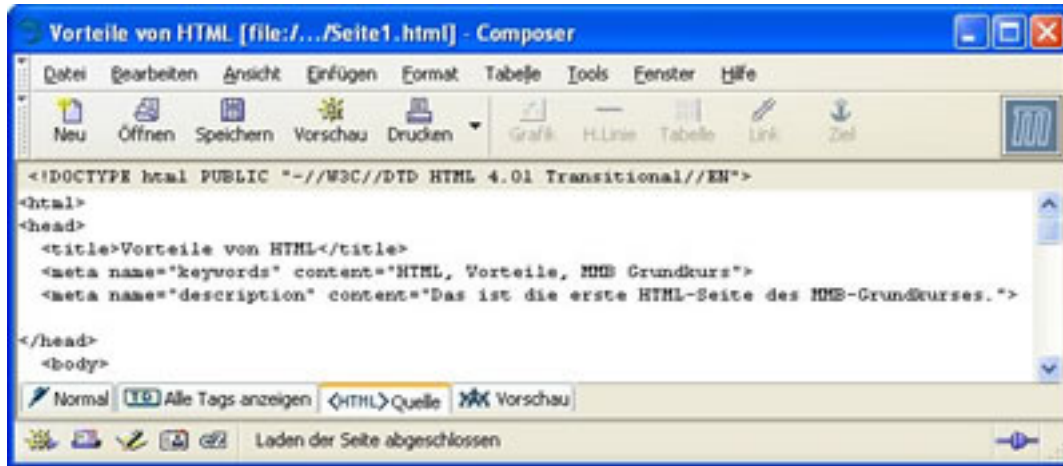 Vorteile von HTML [file:/.../Seite1.html] - Composer
Datei Bearbeiten Ansicht Einfügen Format Tabelle Tools Fenster Hilfe
Neu Öffnen Speichern Vorschau Drucken Grafik H.Linie Tabelle Link Ziel
<!DOCTYPE html PUBLIC "-//W3C//DTD HTML 4.01 Transitional//EN">
<html>
<head>
<title>Vorteile von HTML</title>
<meta name="keywords" content="HTML, Vorteile, MMB Grundkurs">
<meta name="description" content="Das ist die erste HTML-Seite des MMB-Grundkurses.">
</head>
<body>
Normal TD Alle Tags anzeigen <HTML> Quelle Vorschau
Laden der Seite abgeschlossen